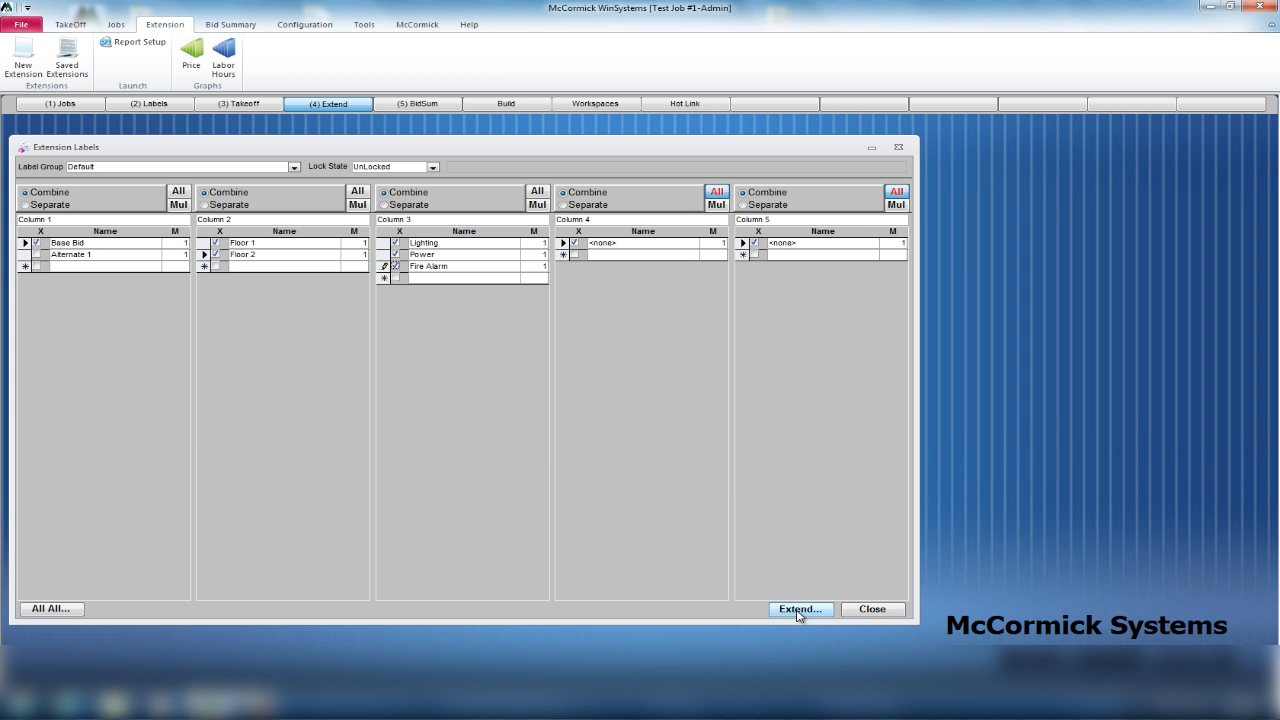 McCormick WinSystems [Test Job #1-Admin]
File TakeOff Jobs Extension Bid Summary Configuration Tools McCormick Help
New Extension
Saved Extensions
Report Setup
Price
Labor Hours
Extensions Launch Graphs
(1) Jobs (2) Labels (3) Takeoff (4) Extend (5) BidSum Build Workspaces Hot Link
Extension Labels
Label Group Default Lock State UnLocked
Combine All Combine All Combine All Combine All Combine All
Separate Mul Separate Mul Separate Mul Separate Mul Separate Mul
Column 1 Column 2 Column 3 Column 4 Column 5
X Name M X Name M X Name M X Name M X Name M
Base Bid 1 Floor 1 1 Lighting 1 <none> 1 <none> 1
Alternate 1 1 Floor 2 1 Power 1
Fire Alarm 1
All All... Extend... Close
McCormick Systems